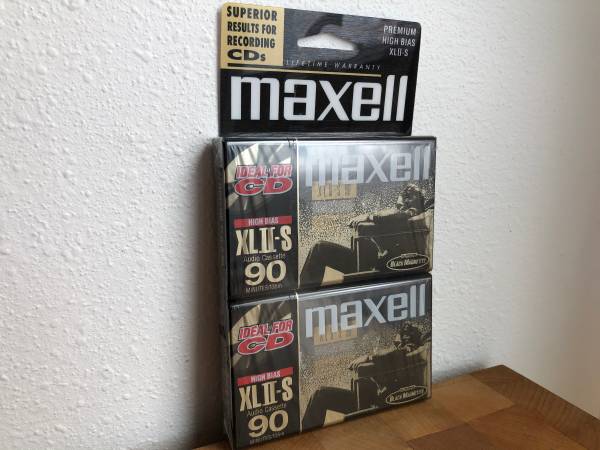 SUPERIOR
RESULTS FOR
RECORDING
CDs
PREMIUM
HIGH BIAS
XLII-S
LIFETIME WARRANTY
maxell
maxell
IDEAL FOR
CD
HIGH BIAS
XLII-S
Audio Cassette
90
BLACK MAGNETITE
maxell
IDEAL FOR
CD
HIGH BIAS
XLII-S
Audio Cassette
90
BLACK MAGNETITE